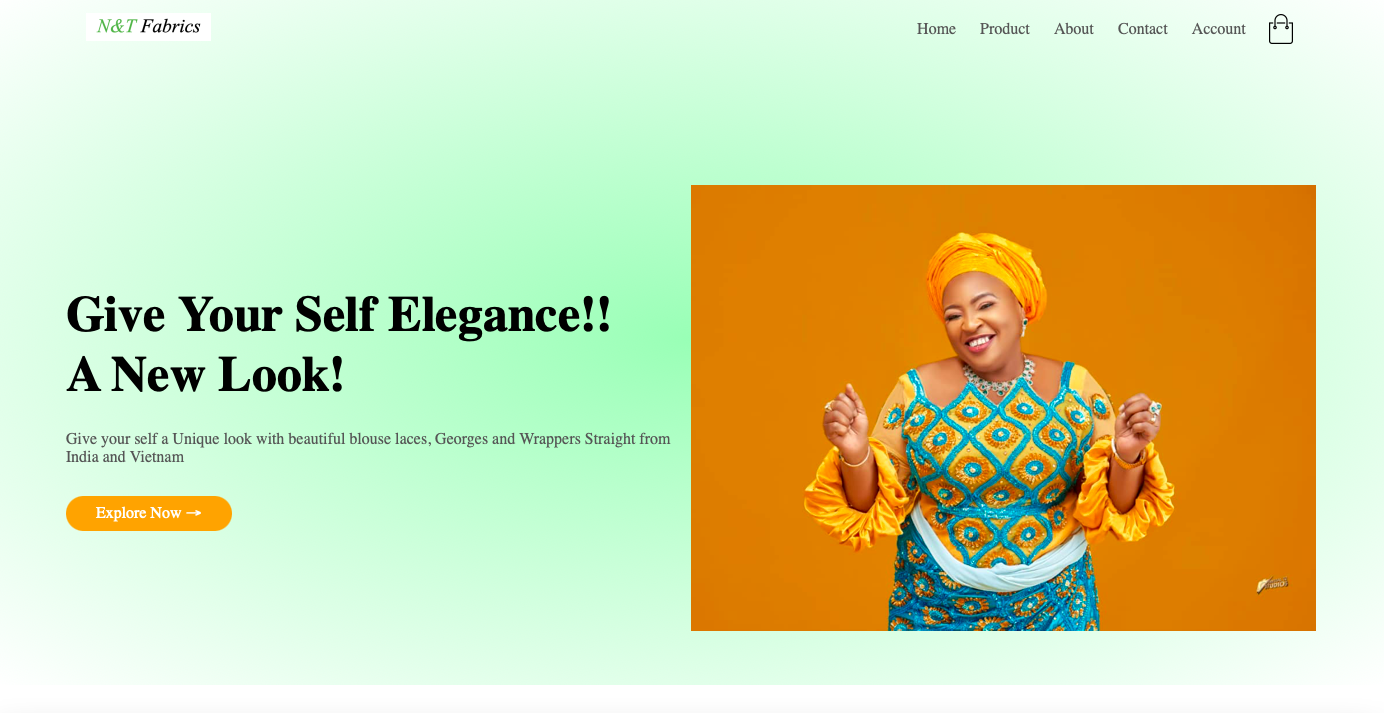 N&T Fabrics
Home Product About Contact Account
Give Your Self Elegance!!
A New Look!
Give your self a Unique look with beautiful blouse laces, Georges and Wrappers Straight from
India and Vietnam
Explore Now →